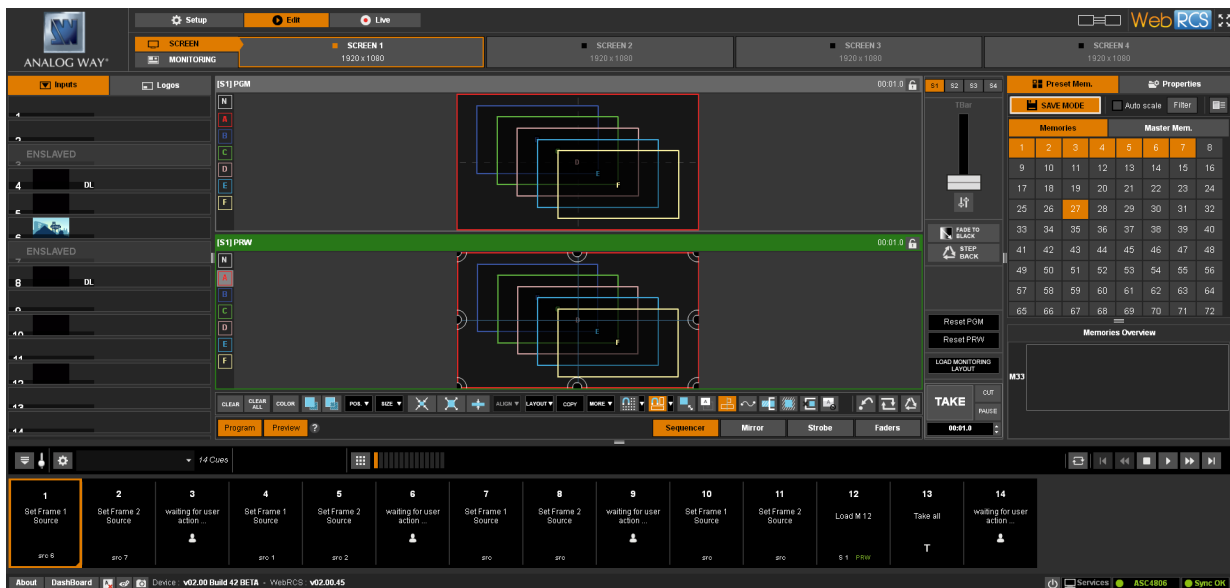 Setup
Edit
Live
Web RCS
ANALOG WAY®
SCREEN
MONITORING
SCREEN 1
1920 x 1080
SCREEN 2
1920 x 1080
SCREEN 3
1920 x 1080
SCREEN 4
1920 x 1080
Inputs
Logos
ENSLAVED
4 DL
ENSLAVED
8 DL
[S1] PGM
00:01.0
N
A
B
C
D
E
F
D
E
F
[S1] PRW
00:01.0
N
A
B
C
D
E
F
D
E
F
CLEAR
CLEAR ALL
COLOR
POS.
SIZE
ALIGN
LAYOUT
COPY
MORE
Program
Preview
?
Sequencer
Mirror
Strobe
Faders
S1 S2 S3 S4
TBar
FADE TO BLACK
STEP BACK
Reset PGM
Reset PRW
LOAD MONITORING LAYOUT
TAKE
CUT
PAUSE
00:01.0
Preset Mem.
Properties
SAVE MODE
Auto scale
Filter
Memories
Master Mem.
1 2 3 4 5 6 7 8
9 10 11 12 13 14 15 16
17 18 19 20 21 22 23 24
25 26 27 28 29 30 31 32
33 34 35 36 37 38 39 40
41 42 43 44 45 46 47 48
49 50 51 52 53 54 55 56
57 58 59 60 61 62 63 64
65 66 67 68 69 70 71 72
Memories Overview
M33
14 Cues
1
Set Frame 1 Source
src 6
2
Set Frame 2 Source
src 7
3
waiting for user action ...
4
Set Frame 1 Source
src 1
5
Set Frame 2 Source
src 2
6
waiting for user action ...
7
Set Frame 1 Source
src
8
Set Frame 2 Source
src
9
waiting for user action ...
10
Set Frame 1 Source
src
11
Set Frame 2 Source
src
12
Load M 12
S 1 PRW
13
Take all
T
14
waiting for user action ...
About
DashBoard
Device : v02.00 Build 42 BETA - WebRCS : v02.00.45
Services
ASC4806
Sync OK